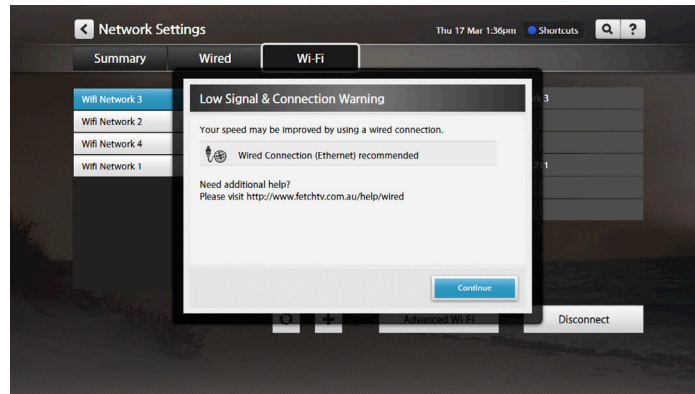 Network Settings
Thu 17 Mar 1:36pm
Shortcuts
?
Summary
Wired
Wi-Fi
Wifi Network 3
Wifi Network 2
Wifi Network 4
Wifi Network 1
3
Low Signal & Connection Warning
Your speed may be improved by using a wired connection.
Wired Connection (Ethernet) recommended
Need additional help?
Please visit http://www.fetchtv.com.au/help/wired
Continue
Advanced Wi-Fi
Disconnect